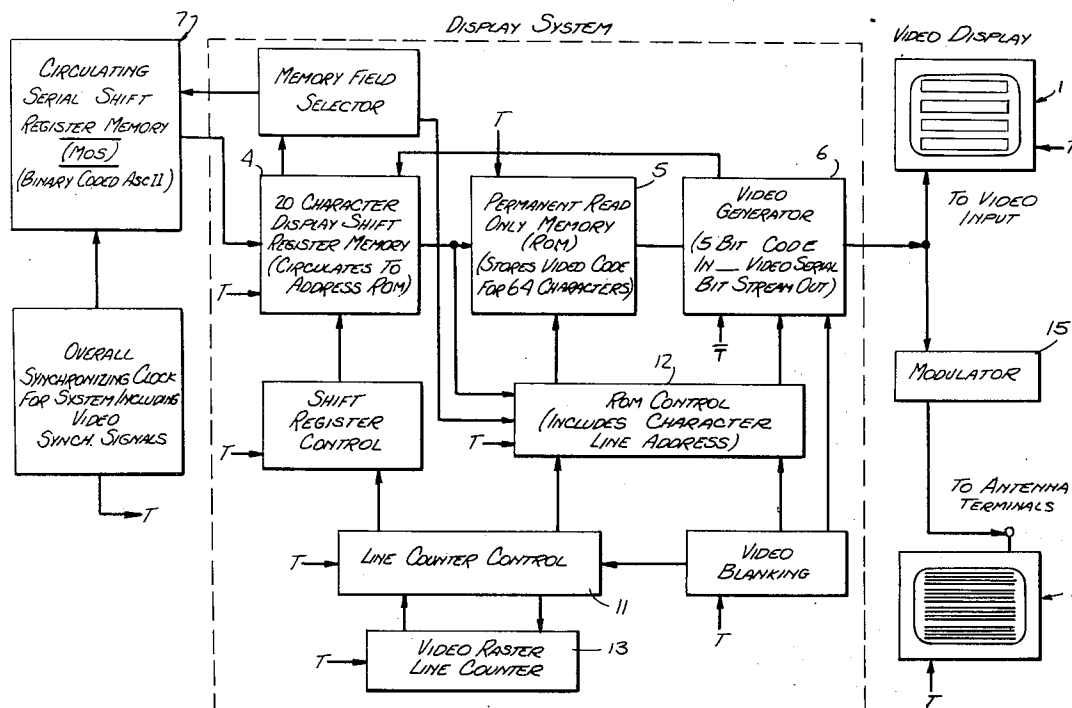 DISPLAY SYSTEM
7
CIRCULATING
SERIAL SHIFT
REGISTER MEMORY
(MOS)
(BINARY CODED ASCII)
MEMORY FIELD
SELECTOR
VIDEO DISPLAY
1
T
TO VIDEO
INPUT
4
20 CHARACTER
DISPLAY SHIFT
REGISTER MEMORY
(CIRCULATES TO
ADDRESS ROM)
T
T
5
PERMANENT READ
ONLY MEMORY
(ROM)
(STORES VIDEO CODE
FOR 64 CHARACTERS)
6
VIDEO
GENERATOR
(5 BIT CODE
IN __ VIDEO SERIAL
BIT STREAM OUT)
T
OVERALL
SYNCHRONIZING CLOCK
FOR SYSTEM INCLUDING
VIDEO
SYNCH. SIGNALS
T
SHIFT
REGISTER
CONTROL
T
12
ROM CONTROL
(INCLUDES CHARACTER
LINE ADDRESS)
T
15
MODULATOR
TO ANTENNA
TERMINALS
T
LINE COUNTER CONTROL
T
11
VIDEO
BLANKING
T
VIDEO RASTER
LINE COUNTER
13
T